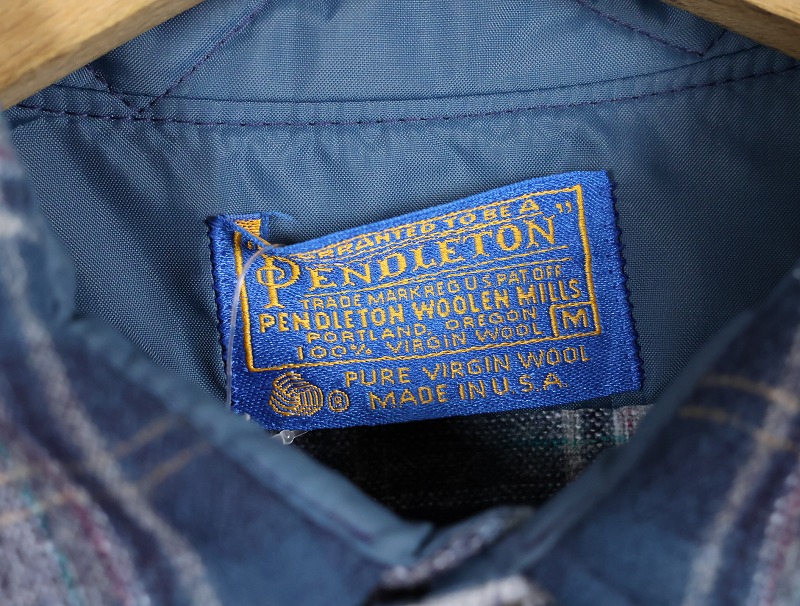 WARRANTED TO BE A
"PENDLETON"
TRADE MARK REG U S PAT OFF
PENDLETON WOOLEN MILLS
PORTLAND, OREGON
100% VIRGIN WOOL M
PURE VIRGIN WOOL
® MADE IN U.S.A.